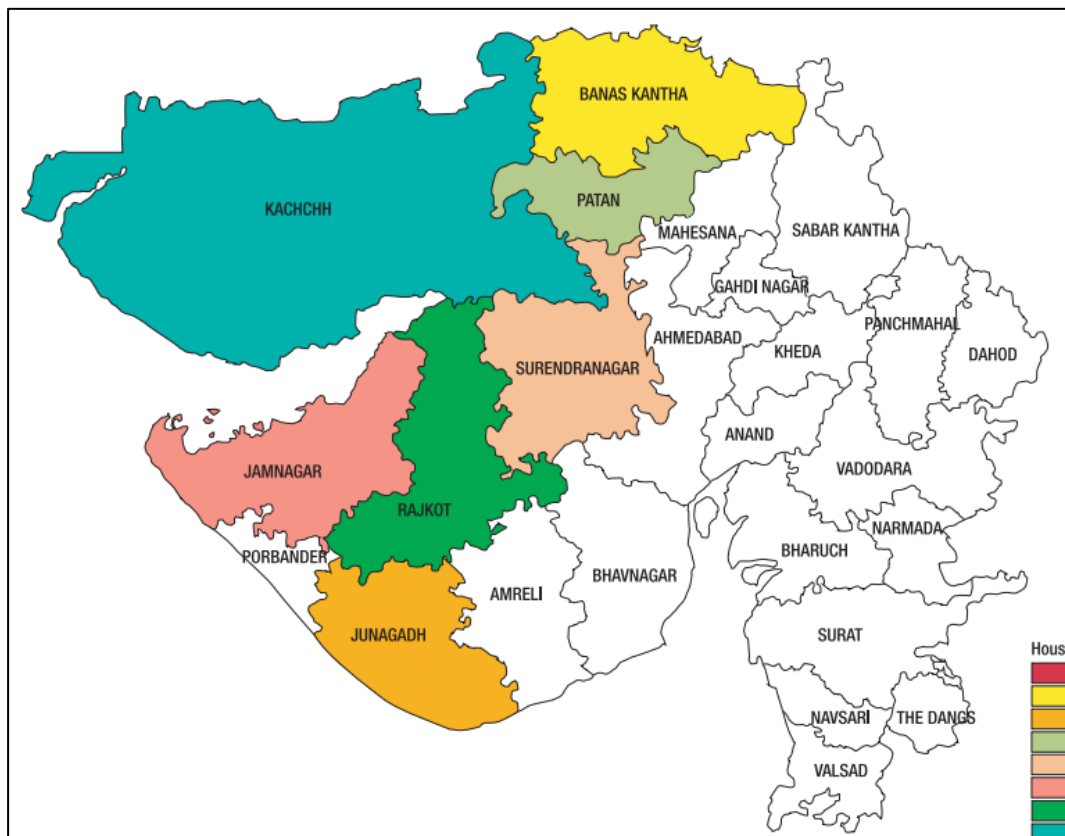 BANAS KANTHA
PATAN
KACHCHH
MAHESANA
SABAR KANTHA
GAHDI NAGAR
AHMEDABAD
PANCHMAHAL
KHEDA
DAHOD
SURENDRANAGAR
ANAND
JAMNAGAR
VADODARA
RAJKOT
NARMADA
PORBANDER
BHARUCH
BHAVNAGAR
AMRELI
JUNAGADH
SURAT
Hous
NAVSARI
THE DANGS
VALSAD